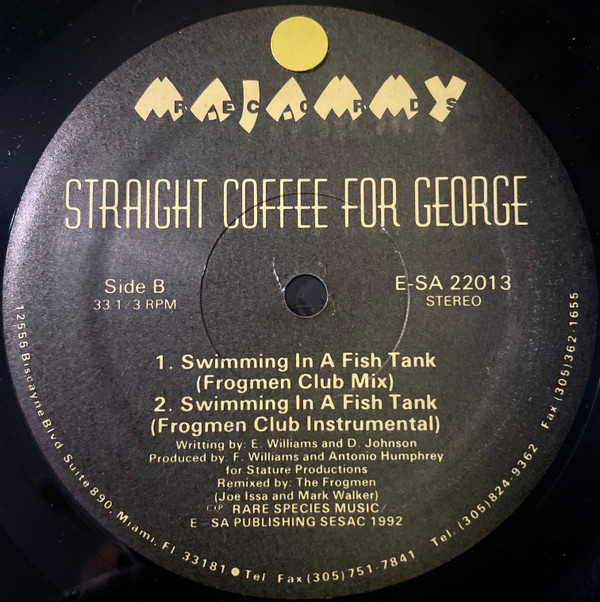 MAJAMMY
RECORDS
STRAIGHT COFFEE FOR GEORGE
Side B
33 1/3 RPM
E-SA 22013
STEREO
1. Swimming In A Fish Tank
(Frogmen Club Mix)
2. Swimming In A Fish Tank
(Frogmen Club Instrumental)
Writting by: E. Williams and D. Johnson
Produced by: F. Williams and Antonio Humphrey
for Stature Productions
Remixed by: The Frogmen
(Joe Issa and Mark Walker)
RARE SPECIES MUSIC/
E-SA PUBLISHING SESAC 1992
12555 Biscayne Blvd. Suite 890, Miami, Fl 33181 ● Tel Fax (305)751-7841 Tel. (305)824.9362 Fax (305)362-1655